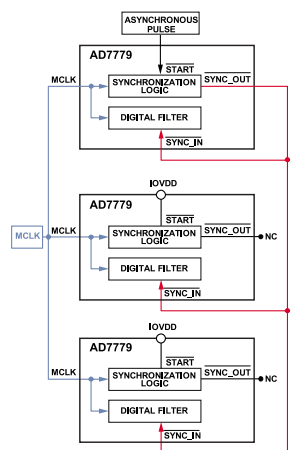 ASYNCHRONOUS
PULSE
AD7779
START
MCLK
SYNCHRONIZATION
LOGIC
SYNC_OUT
DIGITAL FILTER
SYNC_IN
IOVDD
AD7779
START
MCLK
MCLK
SYNCHRONIZATION
LOGIC
SYNC_OUT
NC
DIGITAL FILTER
SYNC_IN
IOVDD
AD7779
START
MCLK
SYNCHRONIZATION
LOGIC
SYNC_OUT
NC
DIGITAL FILTER
SYNC_IN